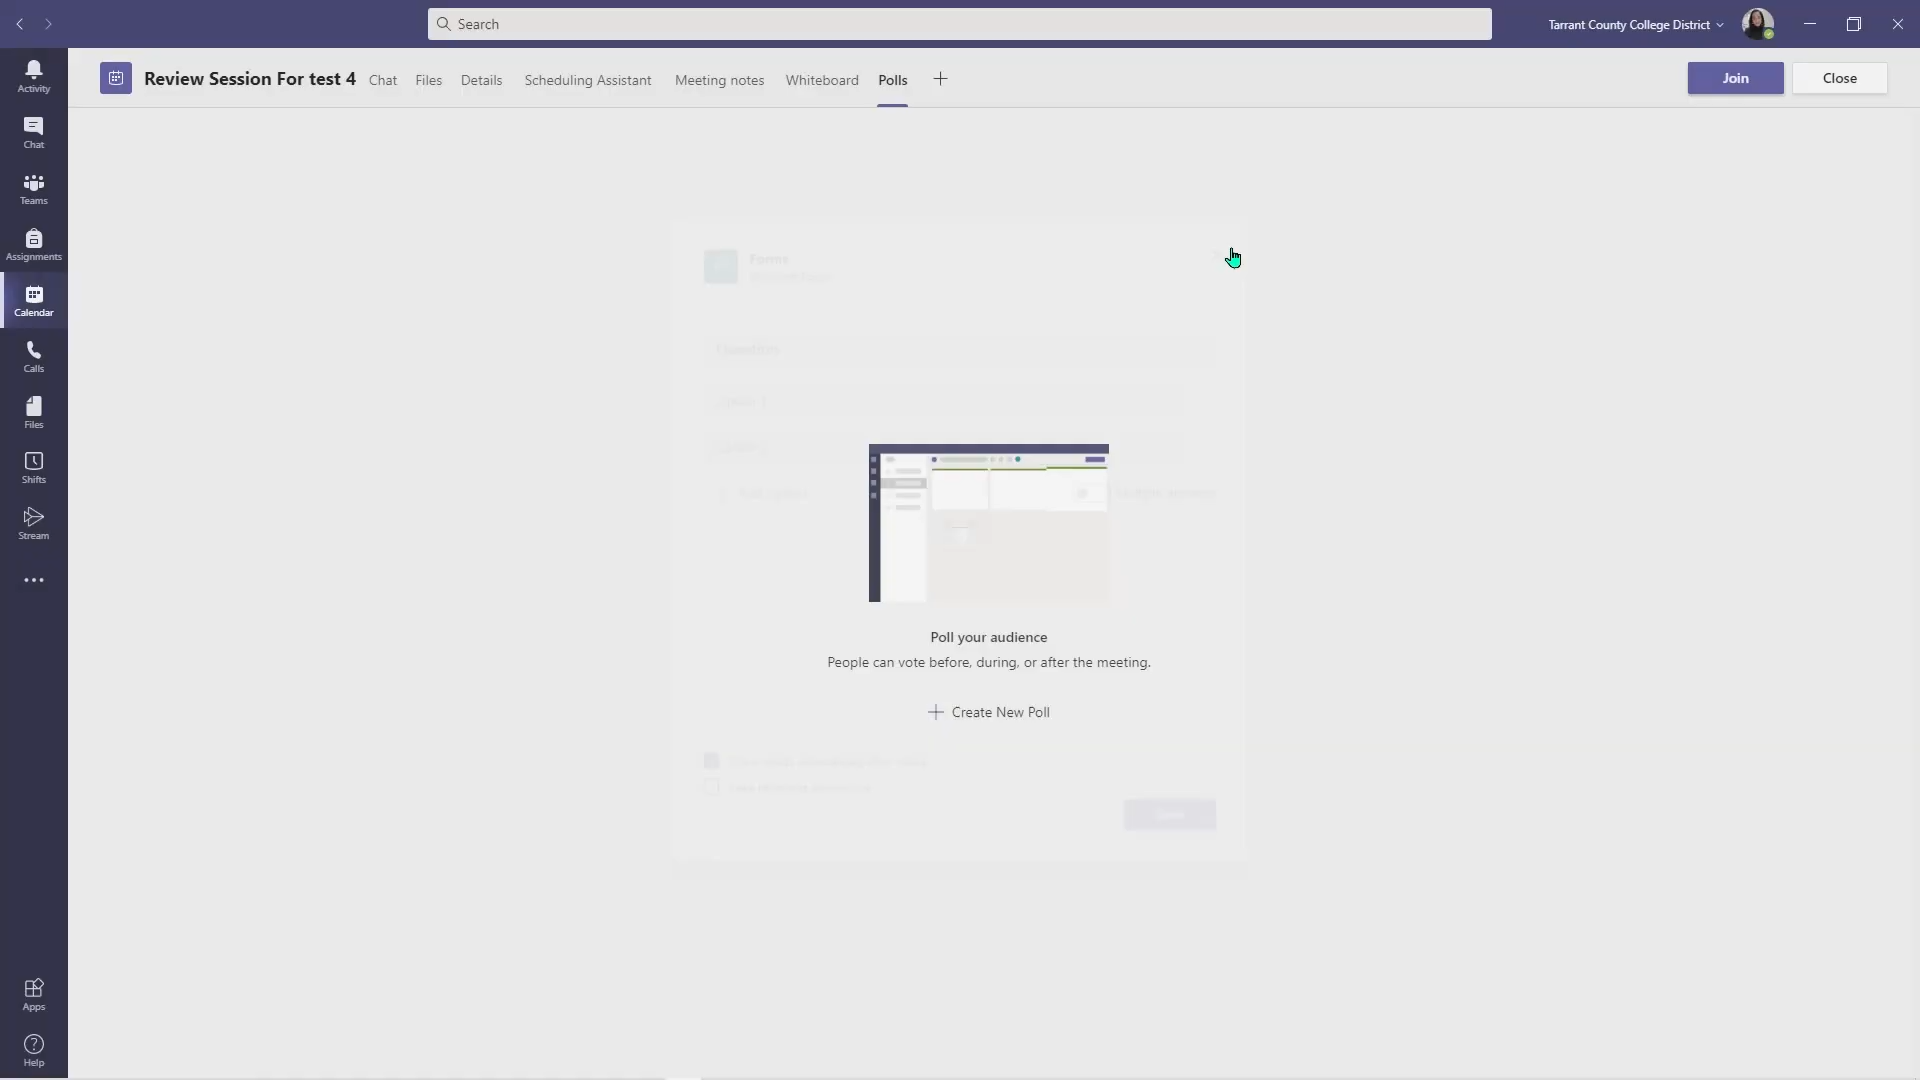 Search
Tarrant County College District
Activity
Chat
Teams
Assignments
Calendar
Calls
Files
Shifts
Stream
Apps
Help
Review Session For test 4
Chat
Files
Details
Scheduling Assistant
Meeting notes
Whiteboard
Polls
Join
Close
Forms
Poll your audience
People can vote before, during, or after the meeting.
Create New Poll